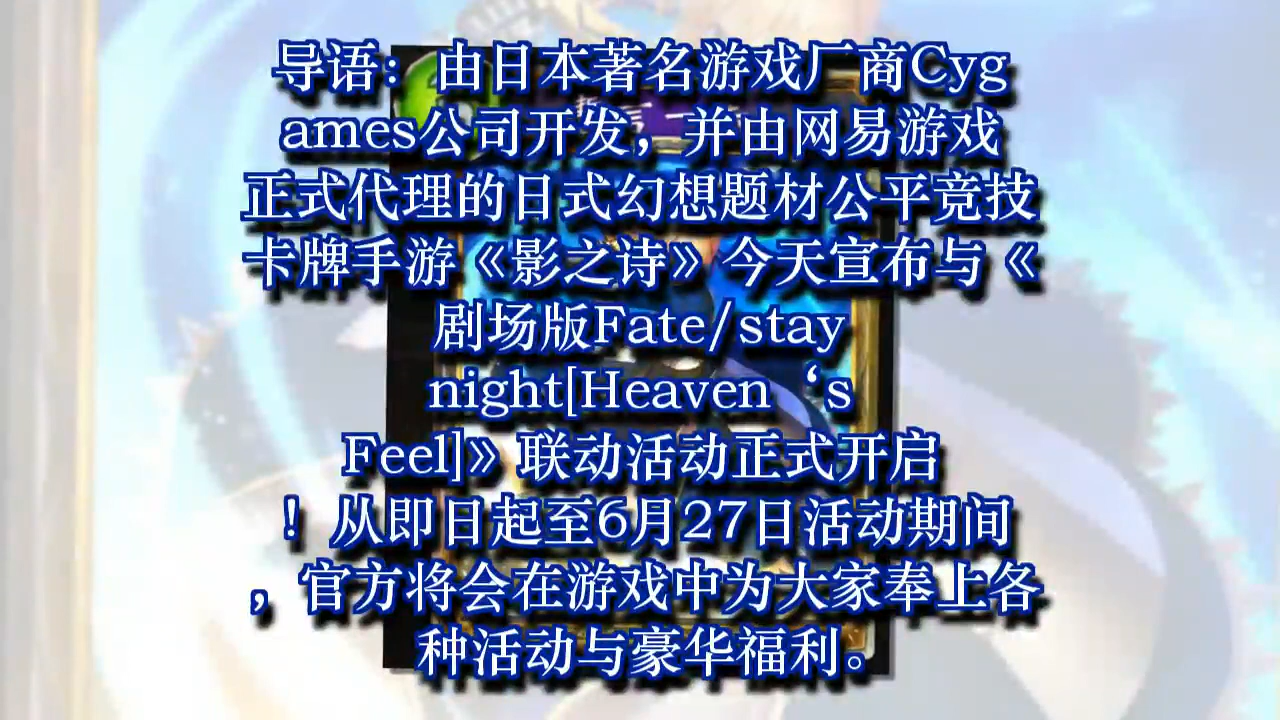 导语：由日本著名游戏厂商Cyg
ames公司开发，并由网易游戏
正式代理的日式幻想题材公平竞技
卡牌手游《影之诗》今天宣布与《
剧场版Fate/stay
night[Heaven‘s
Feel]》联动活动正式开启
！从即日起至6月27日活动期间
，官方将会在游戏中为大家奉上各
种活动与豪华福利。